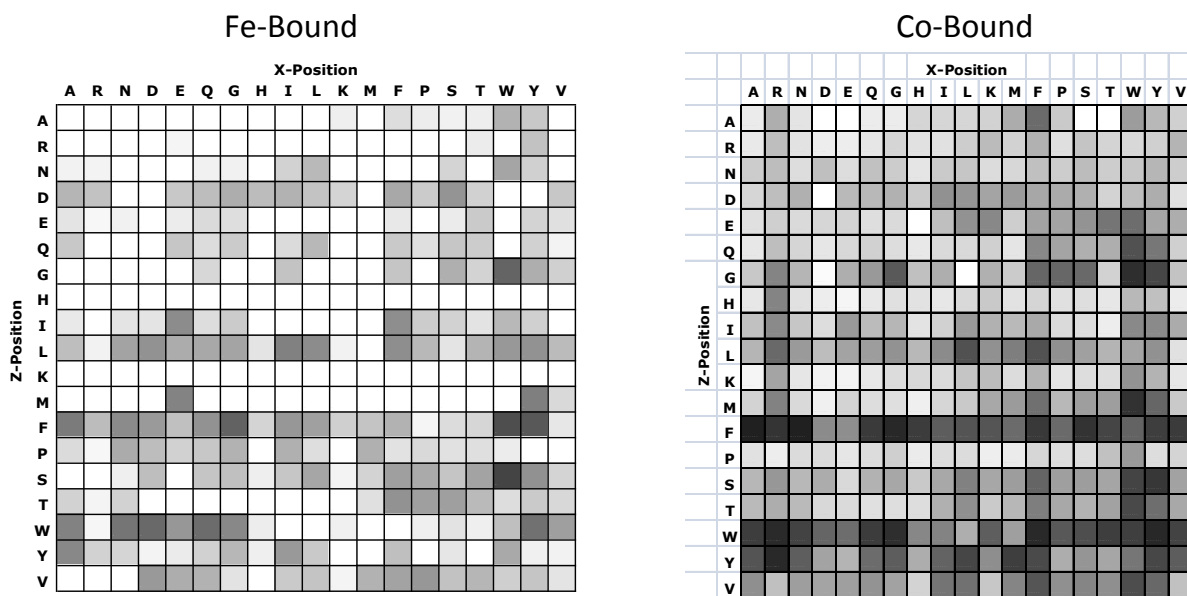 Fe-Bound
X-Position
A R N D E Q G H I L K M F P S T W Y V
Z-Position
A
R
N
D
E
Q
G
H
I
L
K
M
F
P
S
T
W
Y
V
Co-Bound
X-Position
A R N D E Q G H I L K M F P S T W Y V
Z-Position
A
R
N
D
E
Q
G
H
I
L
K
M
F
P
S
T
W
Y
V